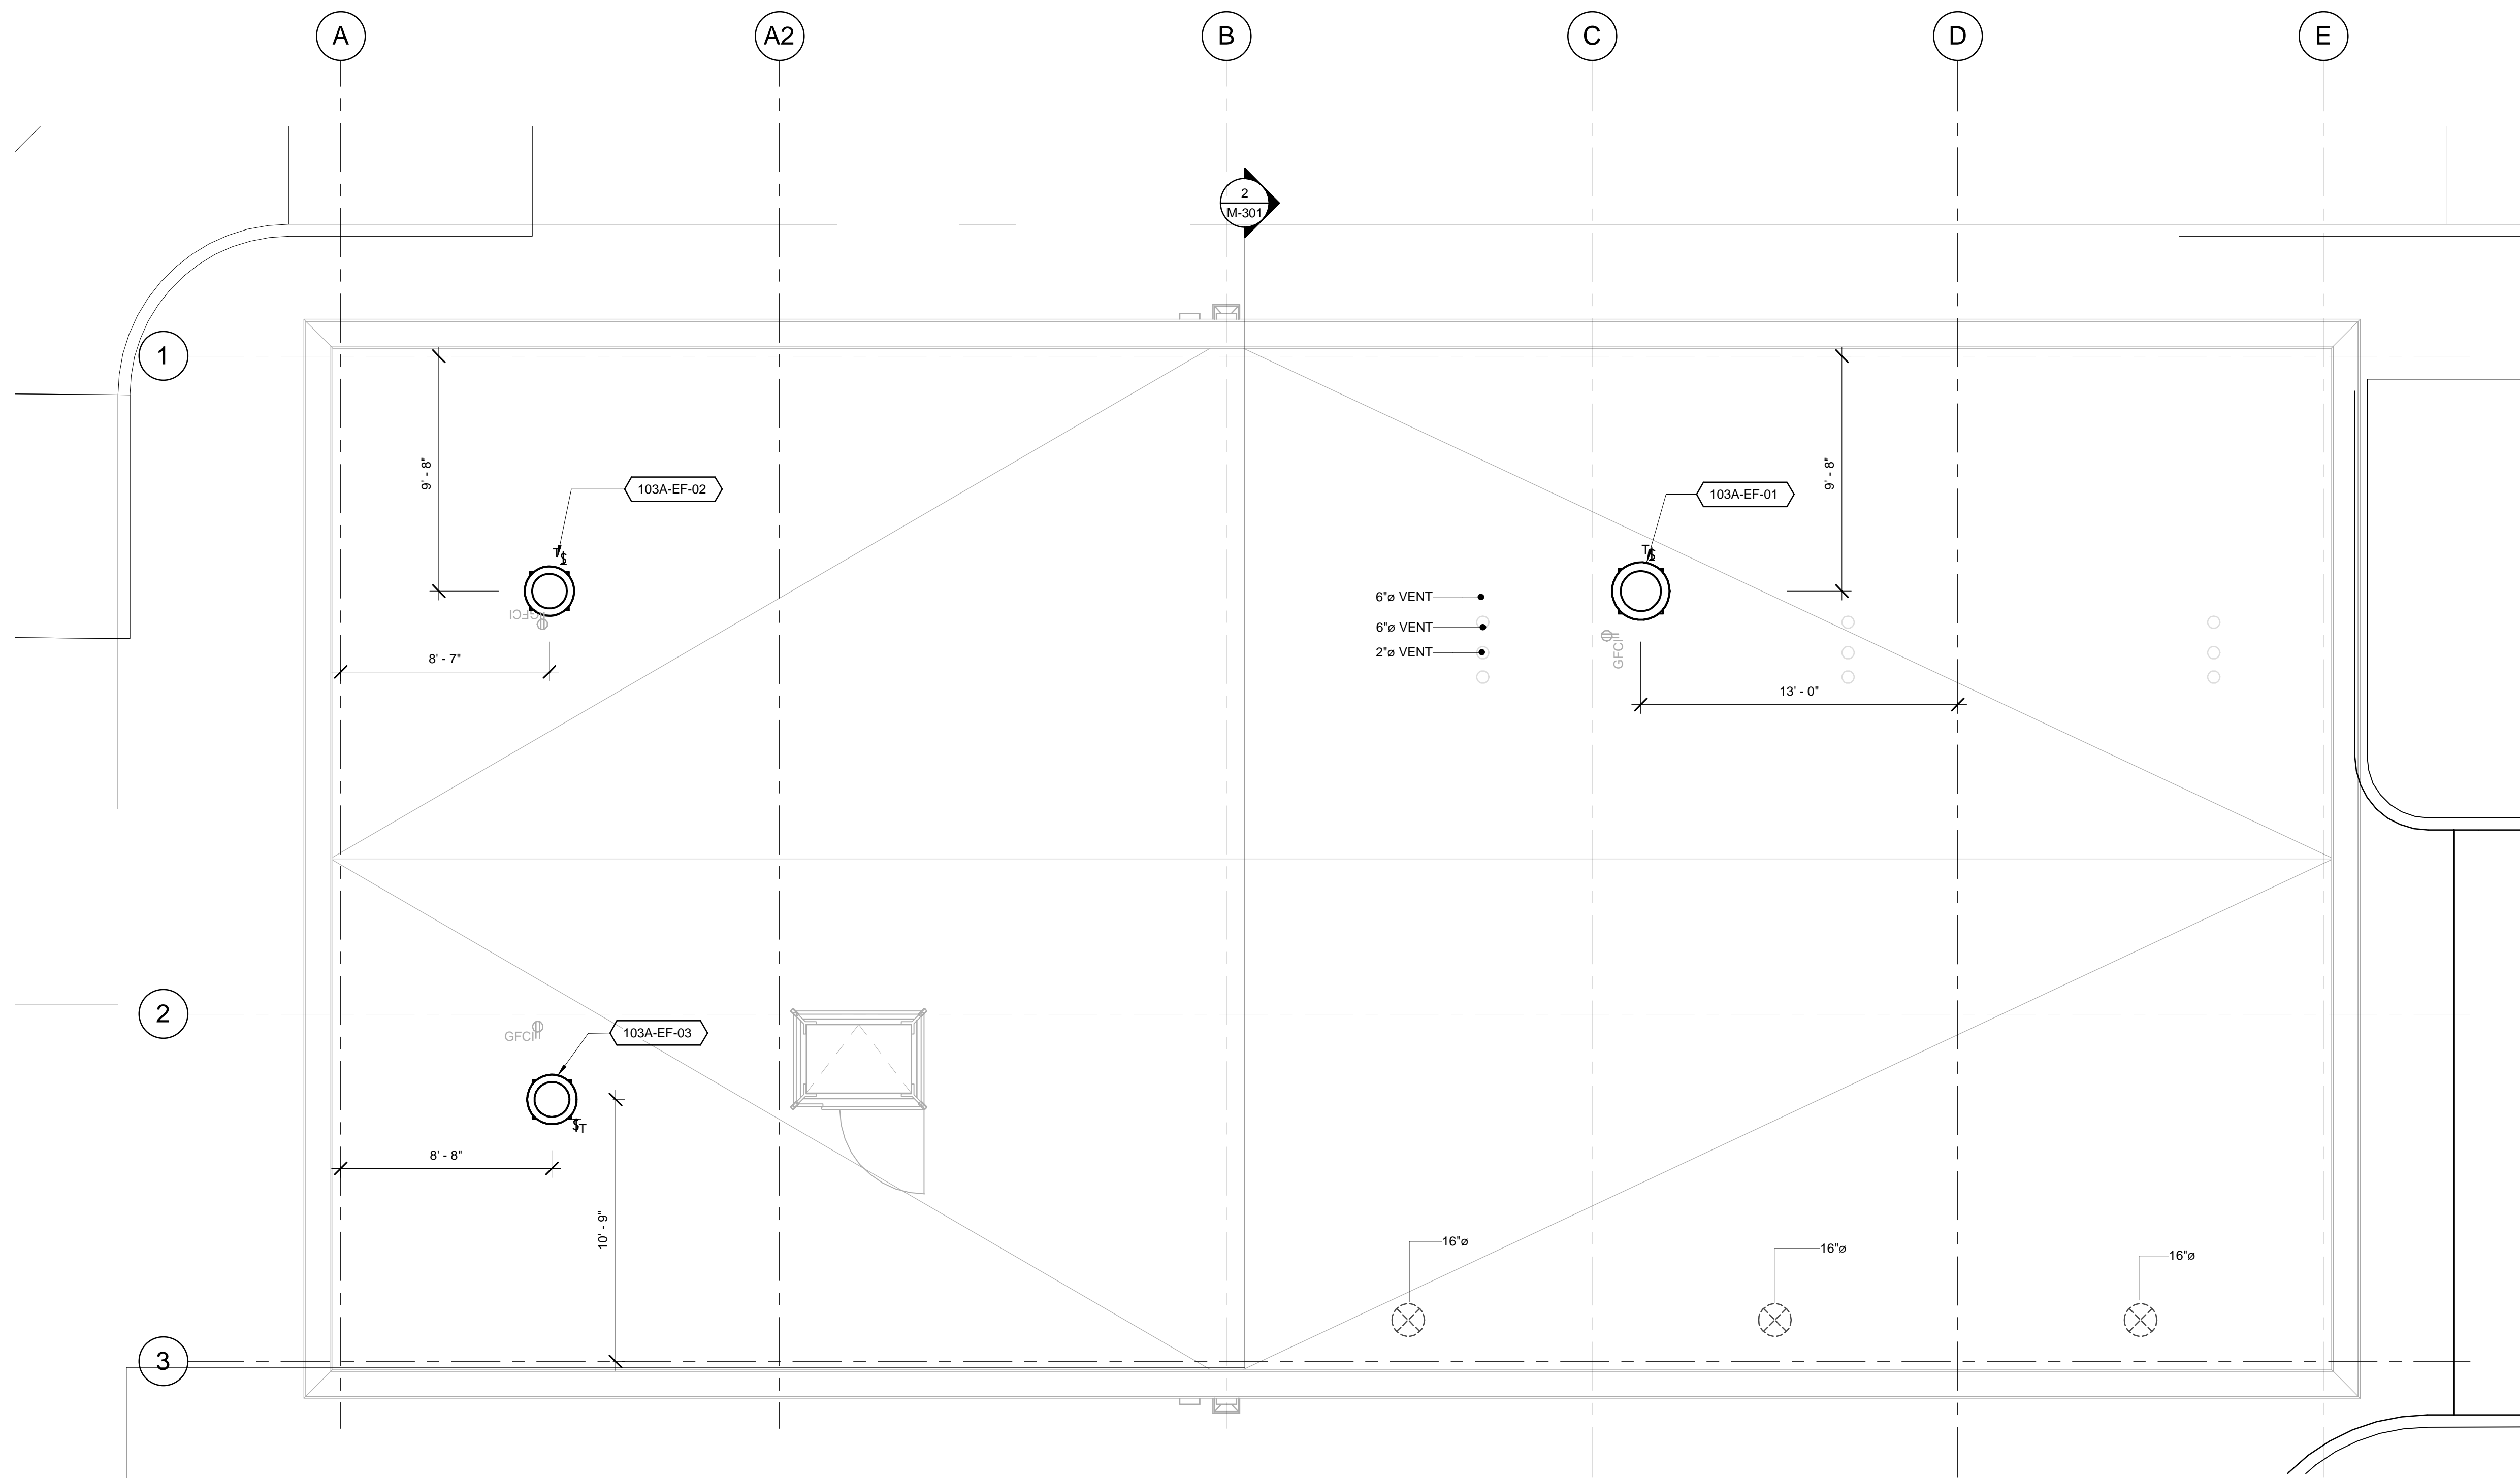 A
A2
B
C
D
E
2
M-301
1
9' - 8"
9' - 8"
103A-EF-02
103A-EF-01
T
S
T
S
6"ø VENT
GFCI
6"ø VENT
2"ø VENT
GFCI
8' - 7"
13' - 0"
2
GFCI
103A-EF-03
S
T
8' - 8"
10' - 9"
16"ø
16"ø
16"ø
3